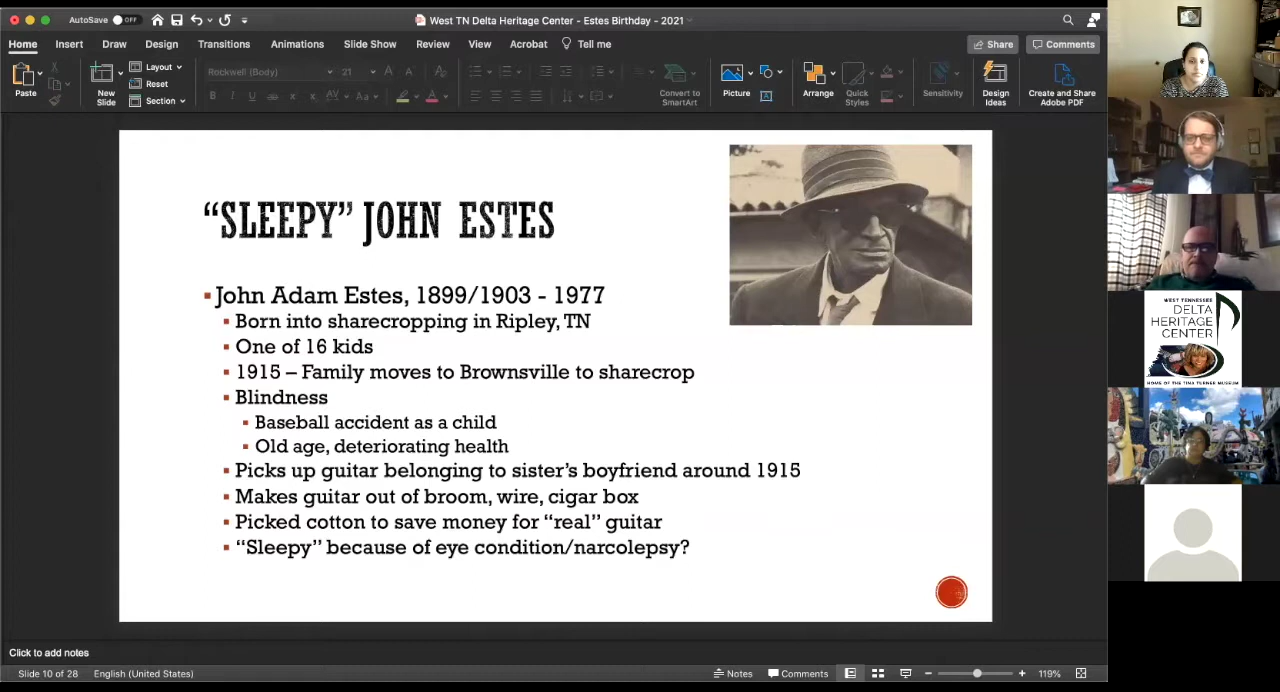 AutoSave OFF
West TN Delta Heritage Center - Estes Birthday - 2021
Home Insert Draw Design Transitions Animations Slide Show Review View Acrobat Tell me
Share Comments
Paste
New
Slide
Layout
Reset
Section
Rockwell (Body) 21
Convert to
SmartArt
Picture
Arrange
Quick
Styles
Sensitivity
Design
Ideas
Create and Share
Adobe PDF
“SLEEPY” JOHN ESTES
John Adam Estes, 1899/1903 - 1977
Born into sharecropping in Ripley, TN
One of 16 kids
1915 – Family moves to Brownsville to sharecrop
Blindness
Baseball accident as a child
Old age, deteriorating health
Picks up guitar belonging to sister’s boyfriend around 1915
Makes guitar out of broom, wire, cigar box
Picked cotton to save money for “real” guitar
“Sleepy” because of eye condition/narcolepsy?
WEST TENNESSEE
DELTA
HERITAGE
CENTER
HOME OF THE TINA TURNER MUSEUM
Click to add notes
Slide 10 of 28 English (United States) Notes Comments 119%